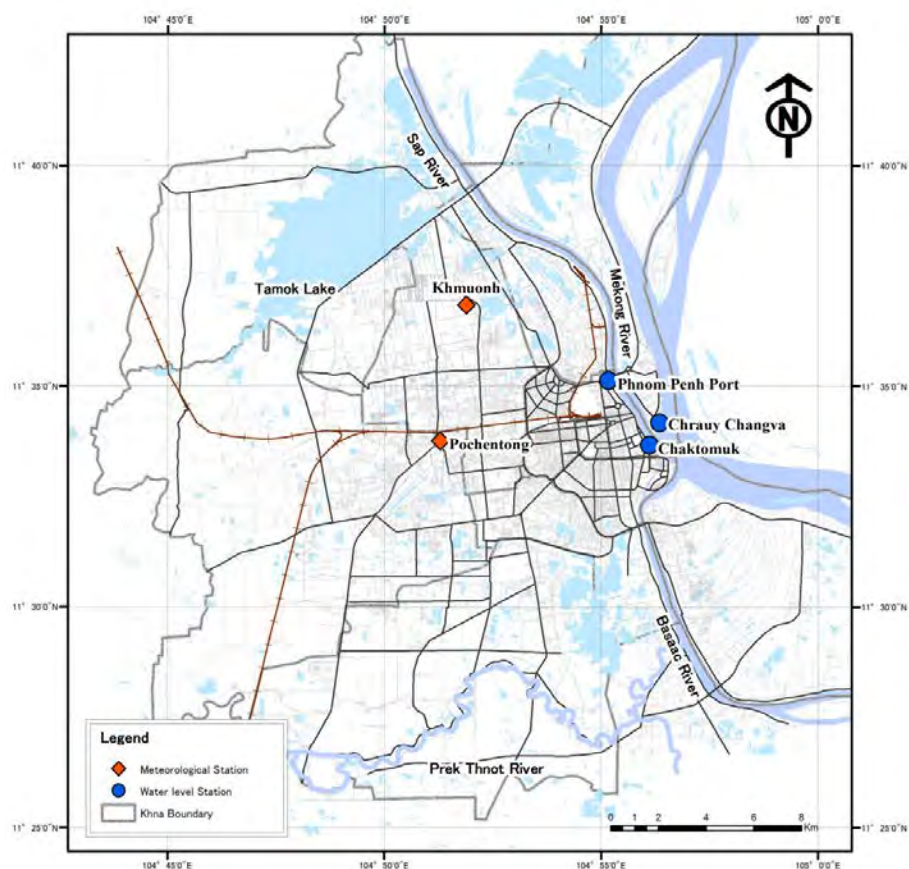 104° 45'0"E
104° 50'0"E
104° 55'0"E
105° 0'0"E
N
11° 40'0"N
11° 40'0"N
Sap River
Mekong River
Tamok Lake
Khmuonh
11° 35'0"N
11° 35'0"N
Phnom Penh Port
Chrauy Changva
Chaktomuk
Pochentong
11° 30'0"N
11° 30'0"N
Basaac River
Prek Thnot River
Legend
Meteorological Station
Water level Station
Khna Boundary
0 1 2 4 6 8
Km
11° 25'0"N
11° 25'0"N
104° 45'0"E
104° 50'0"E
104° 55'0"E
105° 0'0"E